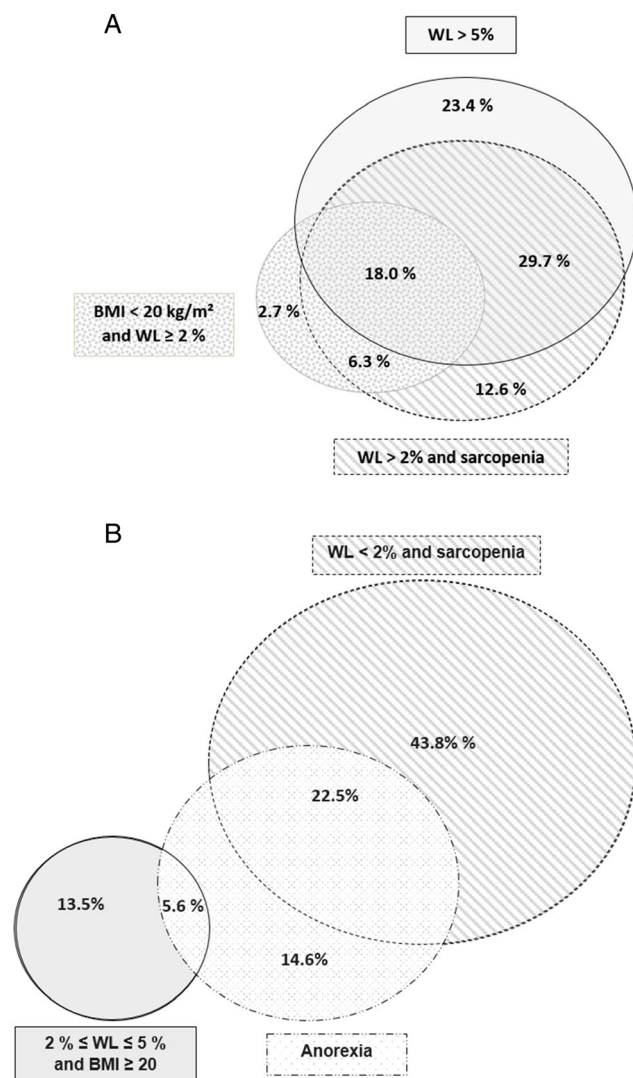 A
WL > 5%
23.4 %
29.7 %
18.0 %
BMI < 20 kg/m²
and WL ≥ 2 %
2.7 %
6.3 %
12.6 %
WL > 2% and sarcopenia
B
WL < 2% and sarcopenia
43.8% %
22.5%
13.5%
5.6 %
14.6%
2 % ≤ WL ≤ 5 %
and BMI ≥ 20
Anorexia